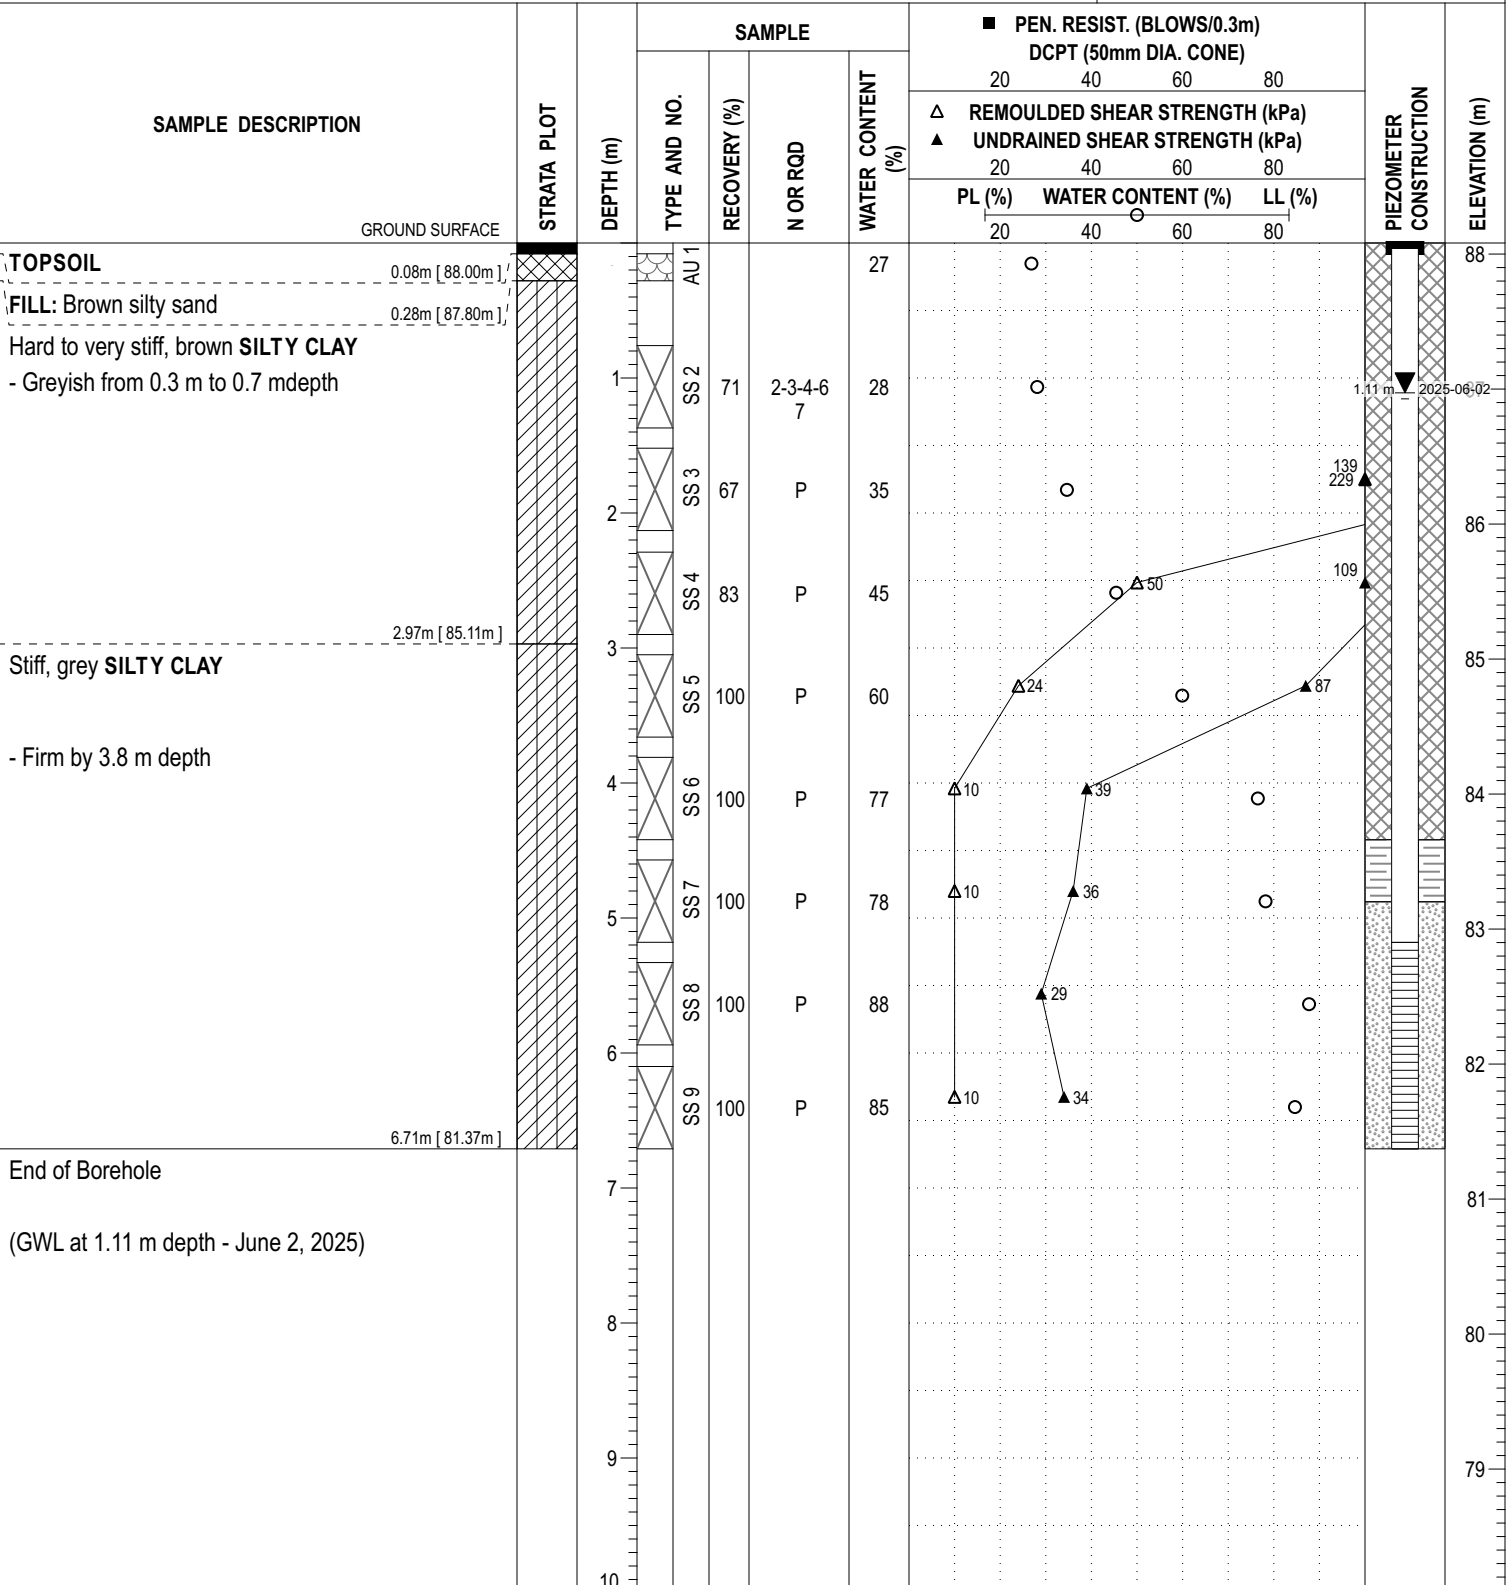 SAMPLE DESCRIPTION
GROUND SURFACE
STRATA PLOT
DEPTH (m)
SAMPLE
TYPE AND NO.
RECOVERY (%)
N OR RQD
WATER CONTENT (%)
■ PEN. RESIST. (BLOWS/0.3m)
DCPT (50mm DIA. CONE)
20 40 60 80
△ REMOULDED SHEAR STRENGTH (kPa)
▲ UNDRAINED SHEAR STRENGTH (kPa)
20 40 60 80
PL (%) WATER CONTENT (%) LL (%)
20 40 60 80
PIEZOMETER CONSTRUCTION
ELEVATION (m)
TOPSOIL
0.08m [ 88.00m ]
FILL: Brown silty sand
0.28m [ 87.80m ]
Hard to very stiff, brown SILTY CLAY
- Greyish from 0.3 m to 0.7 mdepth
2.97m [ 85.11m ]
Stiff, grey SILTY CLAY
- Firm by 3.8 m depth
6.71m [ 81.37m ]
End of Borehole
(GWL at 1.11 m depth - June 2, 2025)
1
2
3
4
5
6
7
8
9
10
AU 1 27
SS 2 71 2-3-4-6 28
7
SS 3 67 P 35
SS 4 83 P 45
SS 5 100 P 60
SS 6 100 P 77
SS 7 100 P 78
SS 8 100 P 88
SS 9 100 P 85
139
229
50 109
24 87
10 39
10 36
29
10 34
1.11 m 2025-06-02
88
87
86
85
84
83
82
81
80
79